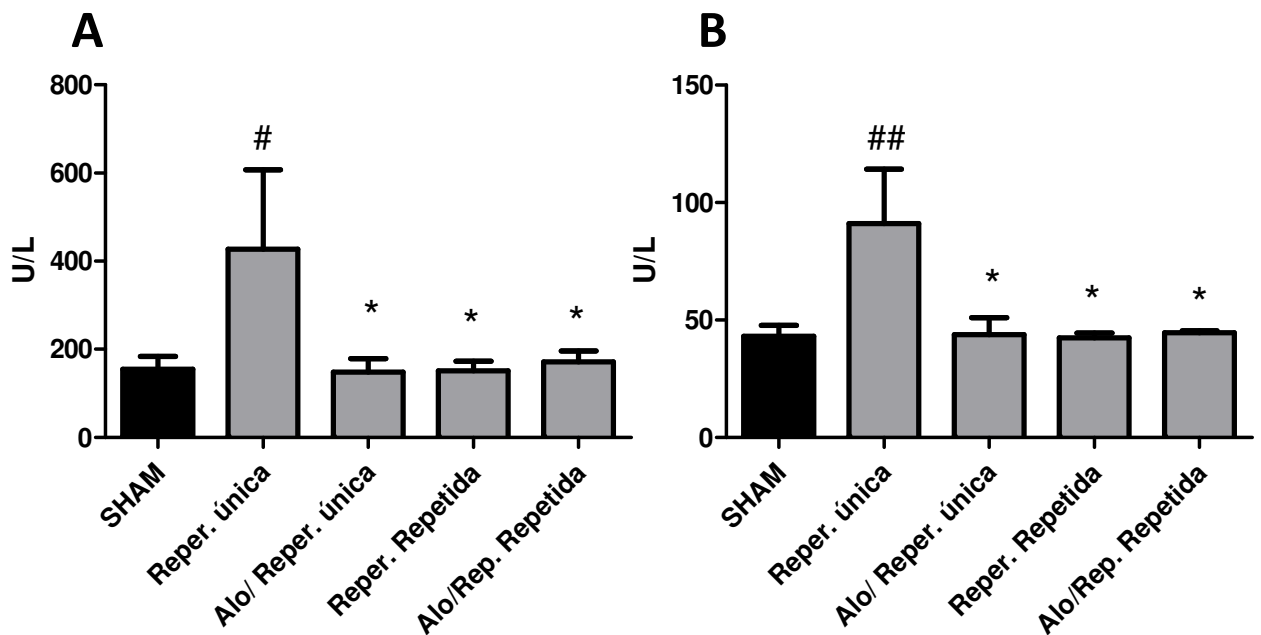 A
800
600
400
200
0
U/L
#
*
*
*
SHAM
Reper. única
Alo/ Reper. única
Reper. Repetida
Alo/Rep. Repetida
B
150
100
50
0
U/L
##
*
*
*
SHAM
Reper. única
Alo/ Reper. única
Reper. Repetida
Alo/Rep. Repetida